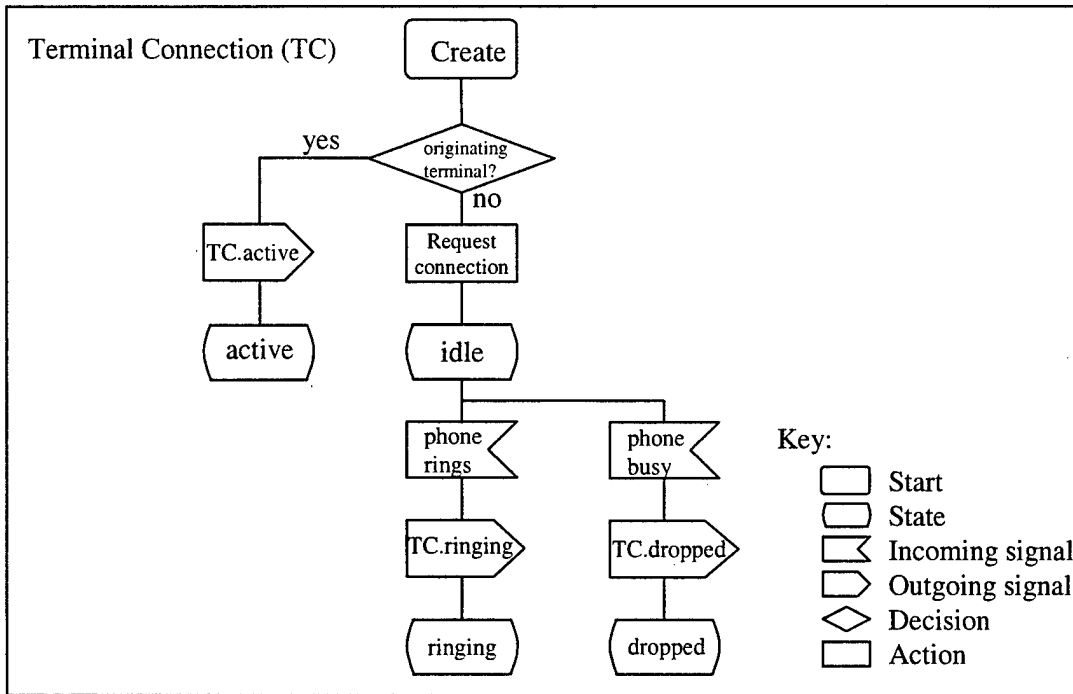 Terminal Connection (TC)
Create
yes
originating
terminal?
no
TC.active
Request
connection
active
idle
phone
rings
phone
busy
Key:
Start
State
TC.ringing
TC.dropped
Incoming signal
Outgoing signal
Decision
ringing
dropped
Action